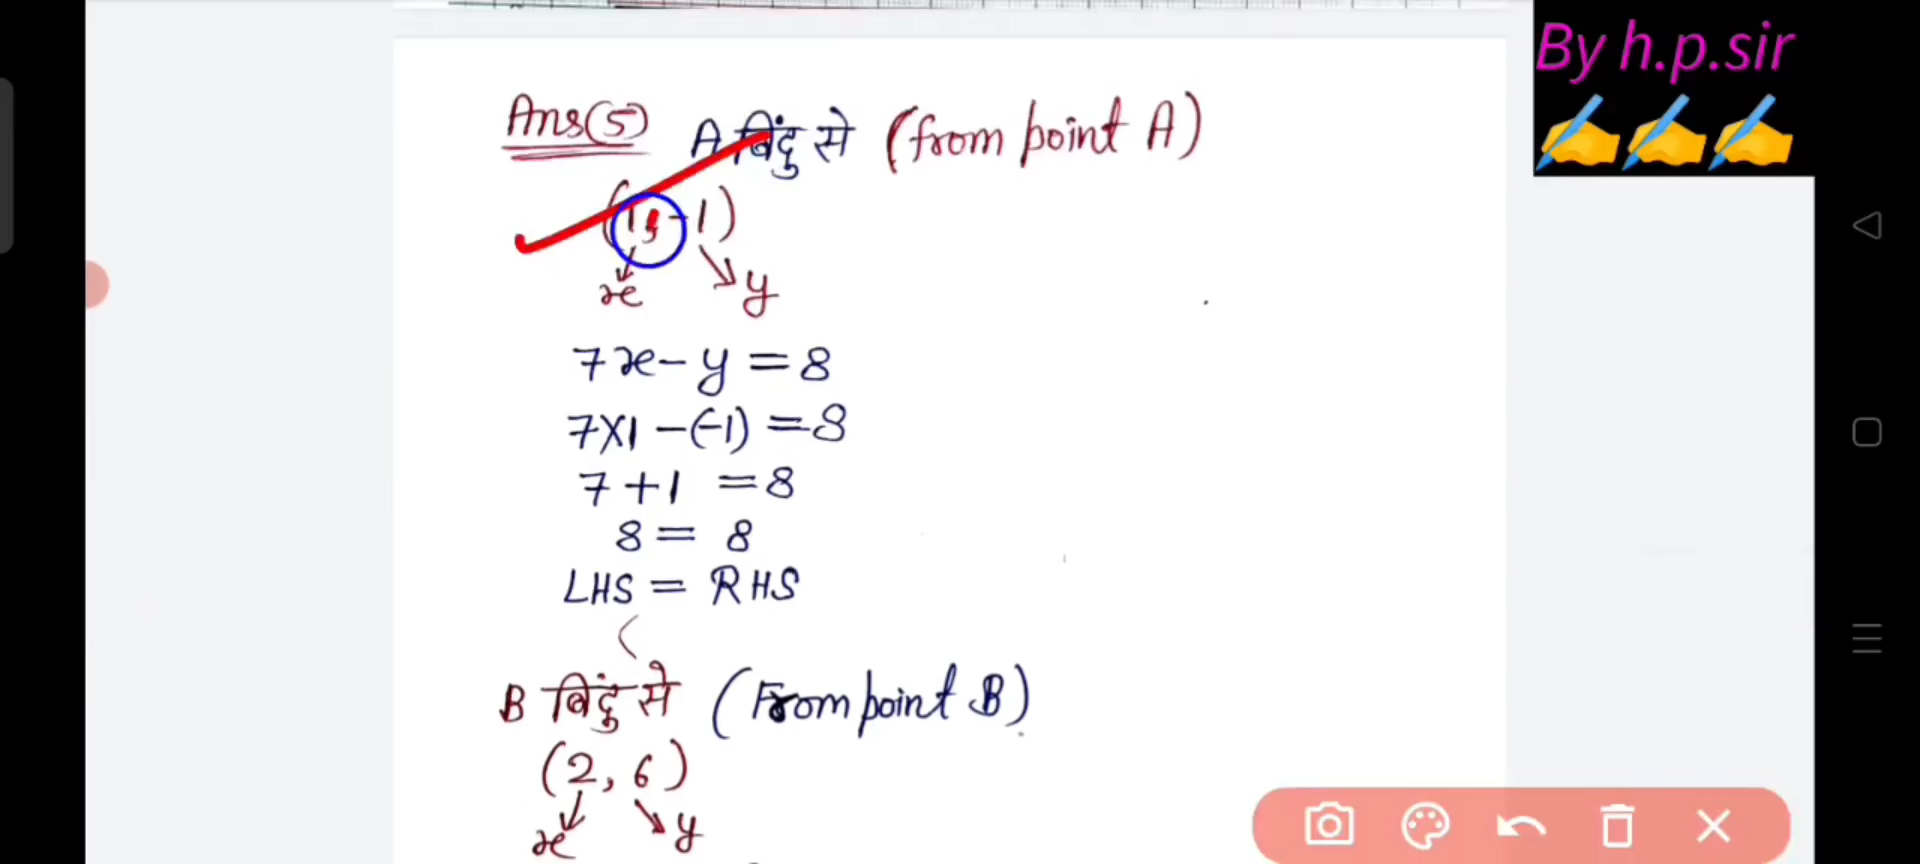 By h.p.sir
Ans(5) A बिंदु से (from point A)
(1, -1)
x y
7x - y = 8
7X1 -(-1) = 8
7 + 1 = 8
8 = 8
LHS = RHS
B बिंदु से (From point B)
(2, 6)
x y